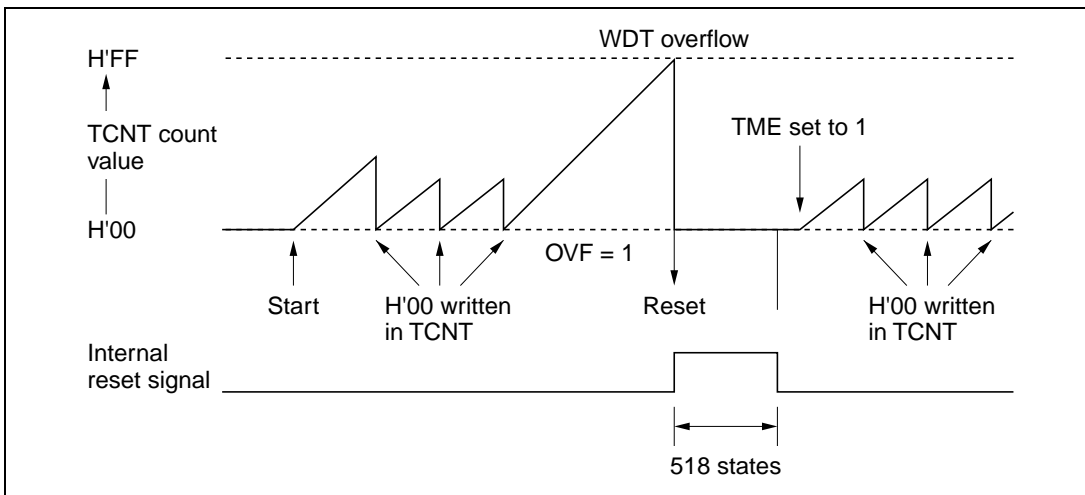 WDT overflow
H'FF
TCNT count
value
TME set to 1
H'00
OVF = 1
Start
H'00 written
in TCNT
Reset
H'00 written
in TCNT
Internal
reset signal
518 states